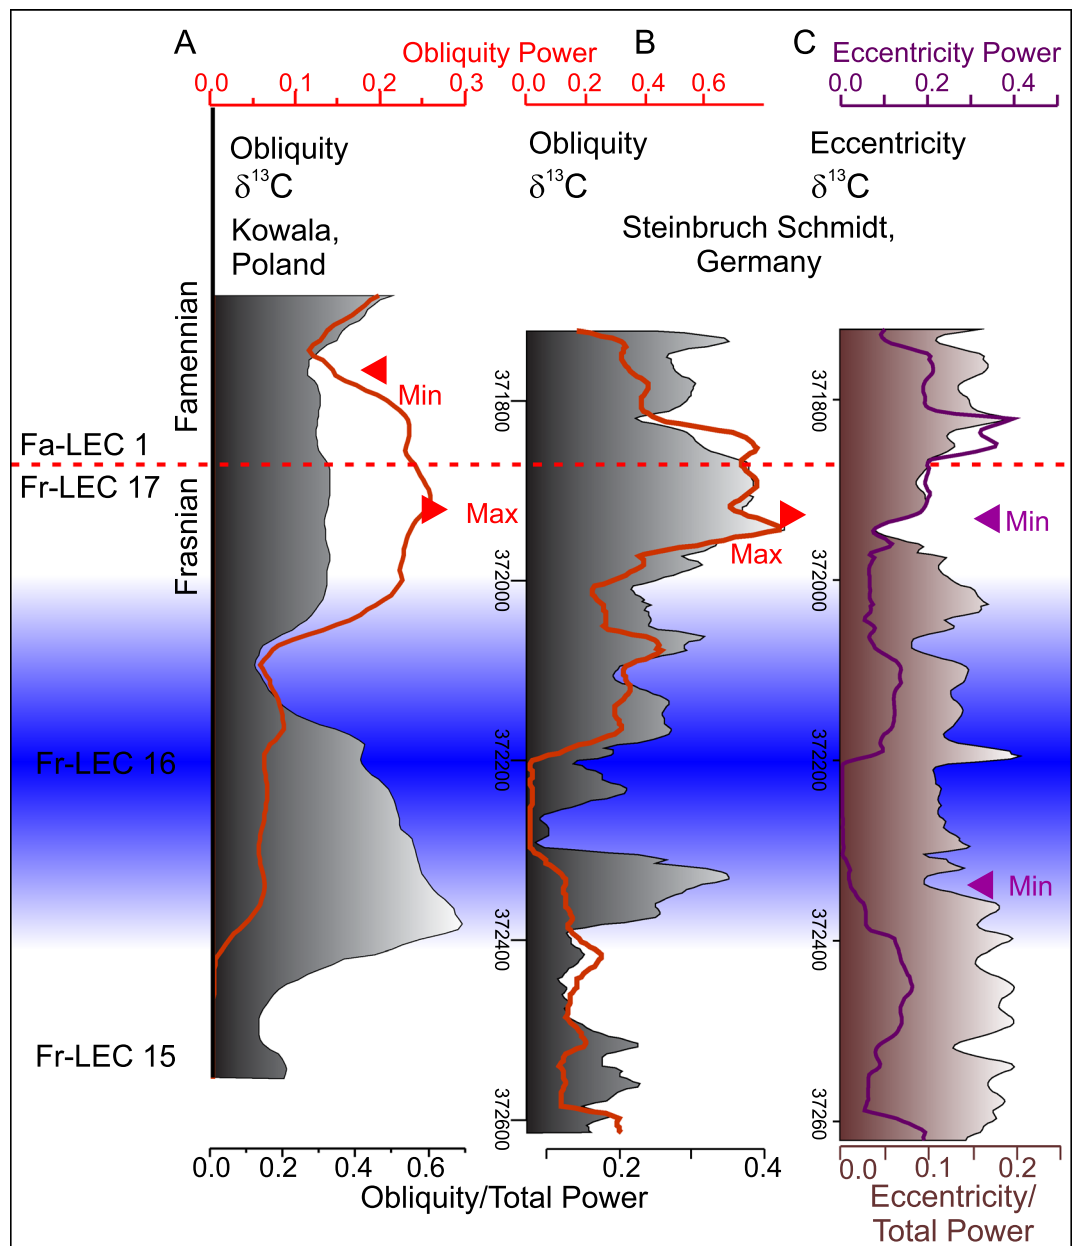 A B C
Obliquity Power Eccentricity Power
0.0 0.1 0.2 0.3 0.0 0.2 0.4 0.6 0.0 0.2 0.4
Obliquity
δ¹³C
Kowala,
Poland
Obliquity
δ¹³C
Eccentricity
δ¹³C
Steinbruch Schmidt,
Germany
Famennian
Frasnian
Fa-LEC 1
Fr-LEC 17
Fr-LEC 16
Fr-LEC 15
Min
Max
371800
372000
372200
372400
372600
Max
371800
372000
372200
372400
37260
Min
Min
0.0 0.2 0.4 0.6 0.2 0.4 0.0 0.1 0.2
Obliquity/Total Power
Eccentricity/
Total Power